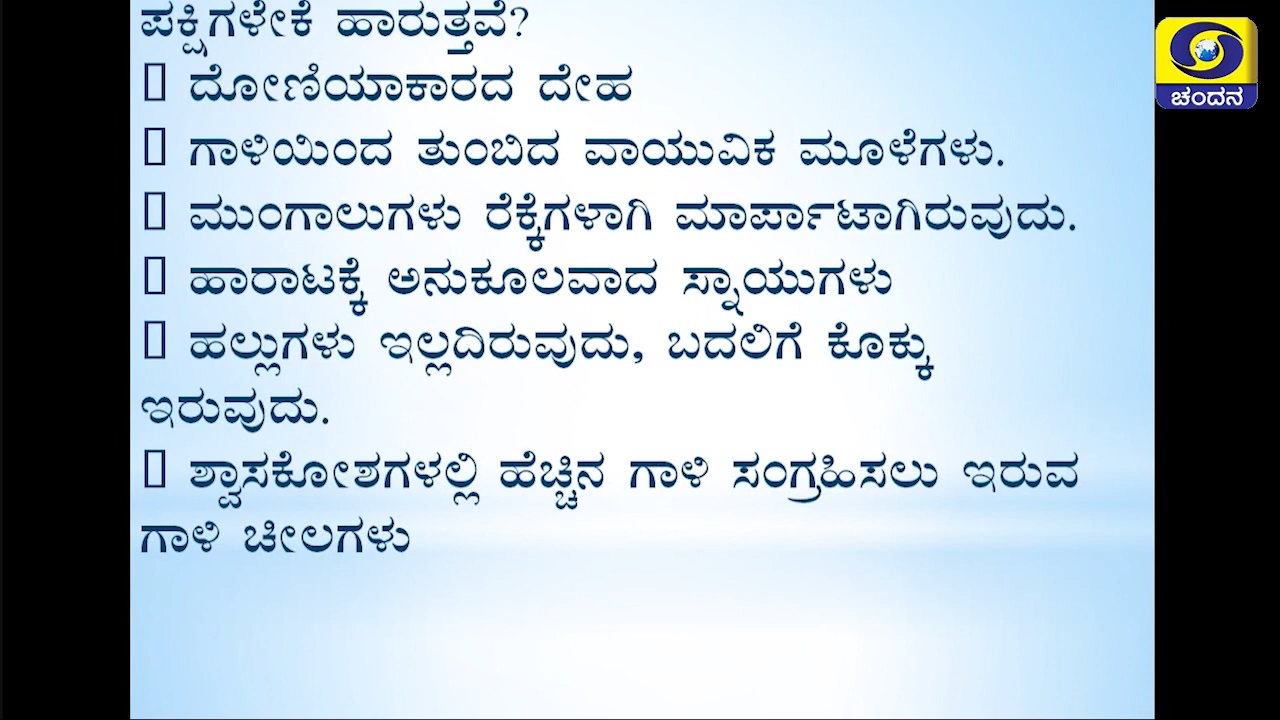 ಪಕ್ಷಿಗಳೇಕೆ ಹಾರುತ್ತವೆ?
ದೋಣಿಯಾಕಾರದ ದೇಹ
ಗಾಳಿಯಿಂದ ತುಂಬಿದ ವಾಯುವಿಕ ಮೂಳೆಗಳು.
ಮುಂಗಾಲುಗಳು ರೆಕ್ಕೆಗಳಾಗಿ ಮಾರ್ಪಾಟಾಗಿರುವುದು.
ಹಾರಾಟಕ್ಕೆ ಅನುಕೂಲವಾದ ಸ್ನಾಯುಗಳು
ಹಲ್ಲುಗಳು ಇಲ್ಲದಿರುವುದು, ಬದಲಿಗೆ ಕೊಕ್ಕು
ಇರುವುದು.
ಶ್ವಾಸಕೋಶಗಳಲ್ಲಿ ಹೆಚ್ಚಿನ ಗಾಳಿ ಸಂಗ್ರಹಿಸಲು ಇರುವ
ಗಾಳಿ ಚೀಲಗಳು
ಚಂದನ